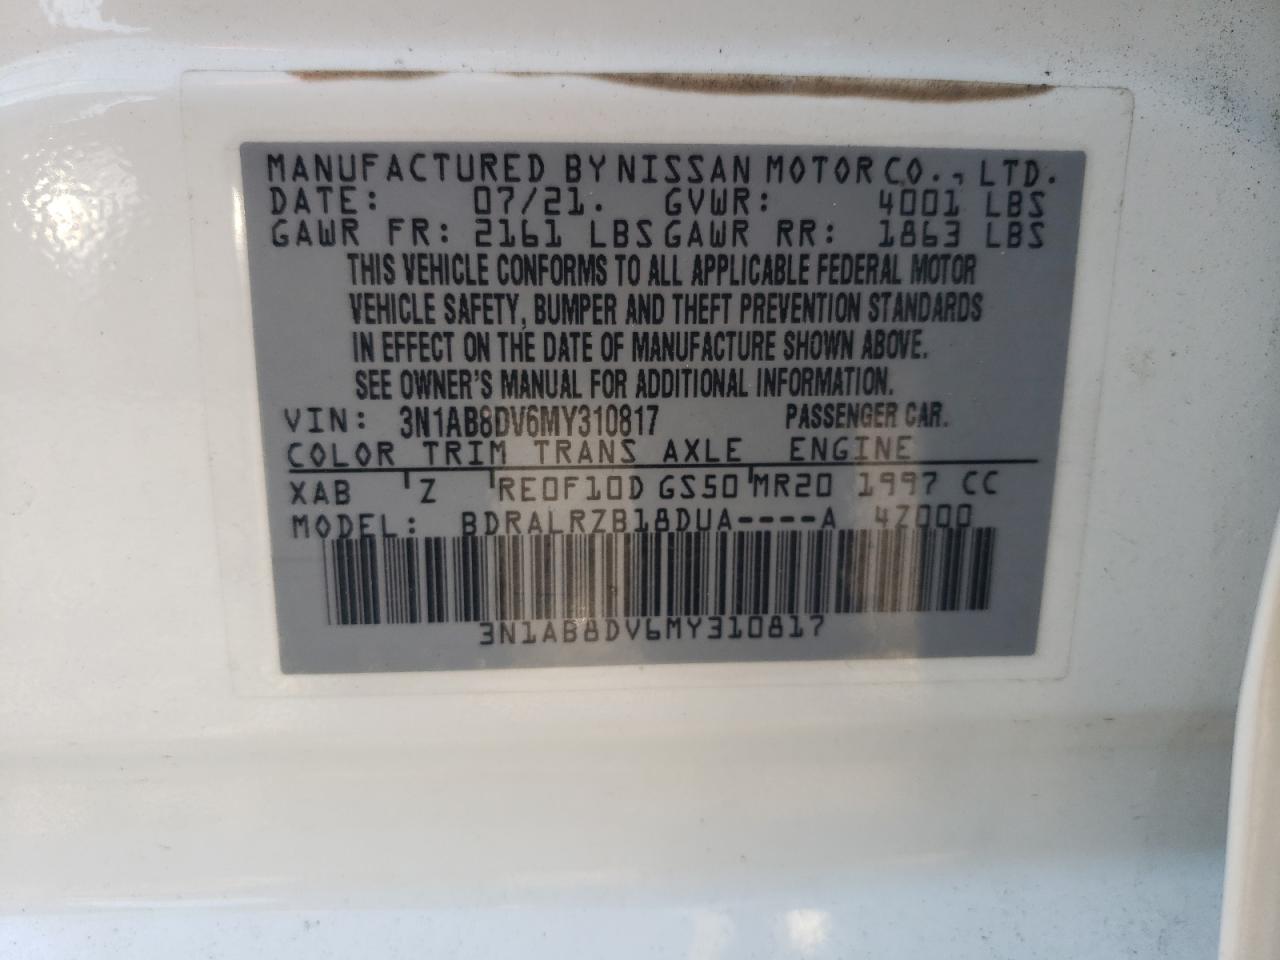 MANUFACTURED BY NISSAN MOTOR CO., LTD.
DATE: 07/21. GVWR: 4001 LBS
GAWR FR: 2161 LBS GAWR RR: 1863 LBS
THIS VEHICLE CONFORMS TO ALL APPLICABLE FEDERAL MOTOR
VEHICLE SAFETY, BUMPER AND THEFT PREVENTION STANDARDS
IN EFFECT ON THE DATE OF MANUFACTURE SHOWN ABOVE.
SEE OWNER'S MANUAL FOR ADDITIONAL INFORMATION.
VIN: 3N1AB8DV6MY310817 PASSENGER CAR.
COLOR TRIM TRANS AXLE ENGINE
XAB Z RE0F10D GS50 MR20 1997 CC
MODEL: BDRALRZB18DUA----A 4Z000
3N1AB8DV6MY310817